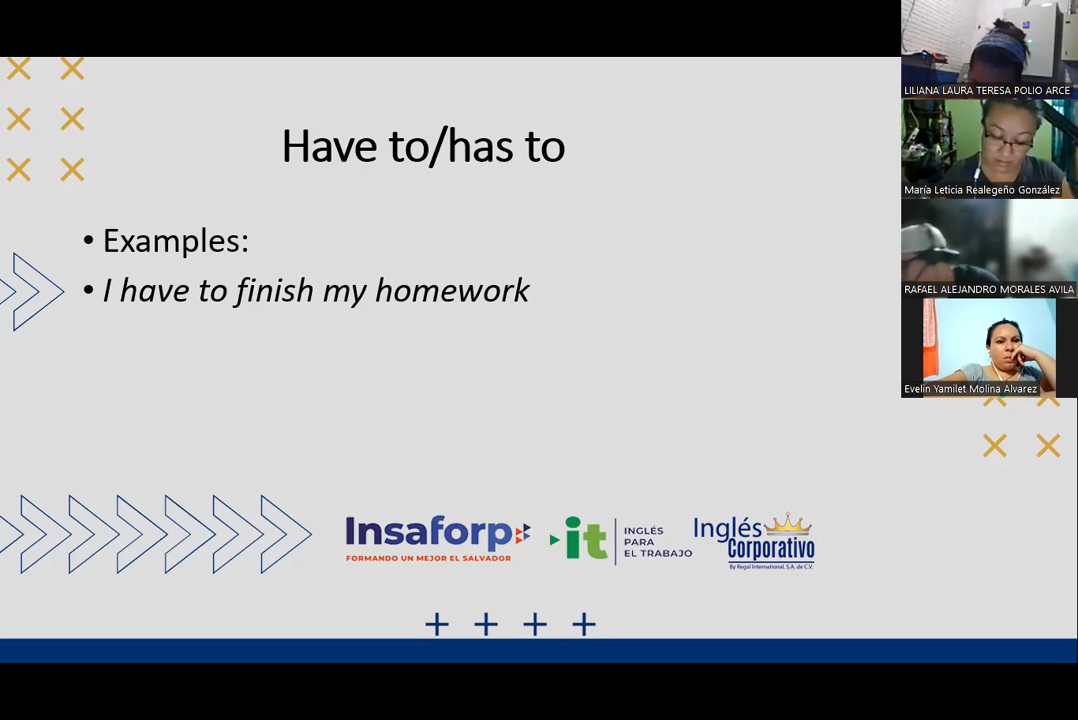 Have to/has to
• Examples:
• I have to finish my homework
Insaforp
FORMANDO UN MEJOR EL SALVADOR
it
INGLÉS
PARA
EL TRABAJO
Inglés
Corporativo
By Regal International, S.A. de C.V.
LILIANA LAURA TERESA POLIO ARCE
María Leticia Realegeño González
RAFAEL ALEJANDRO MORALES AVILA
Evelin Yamilet Molina Alvarez